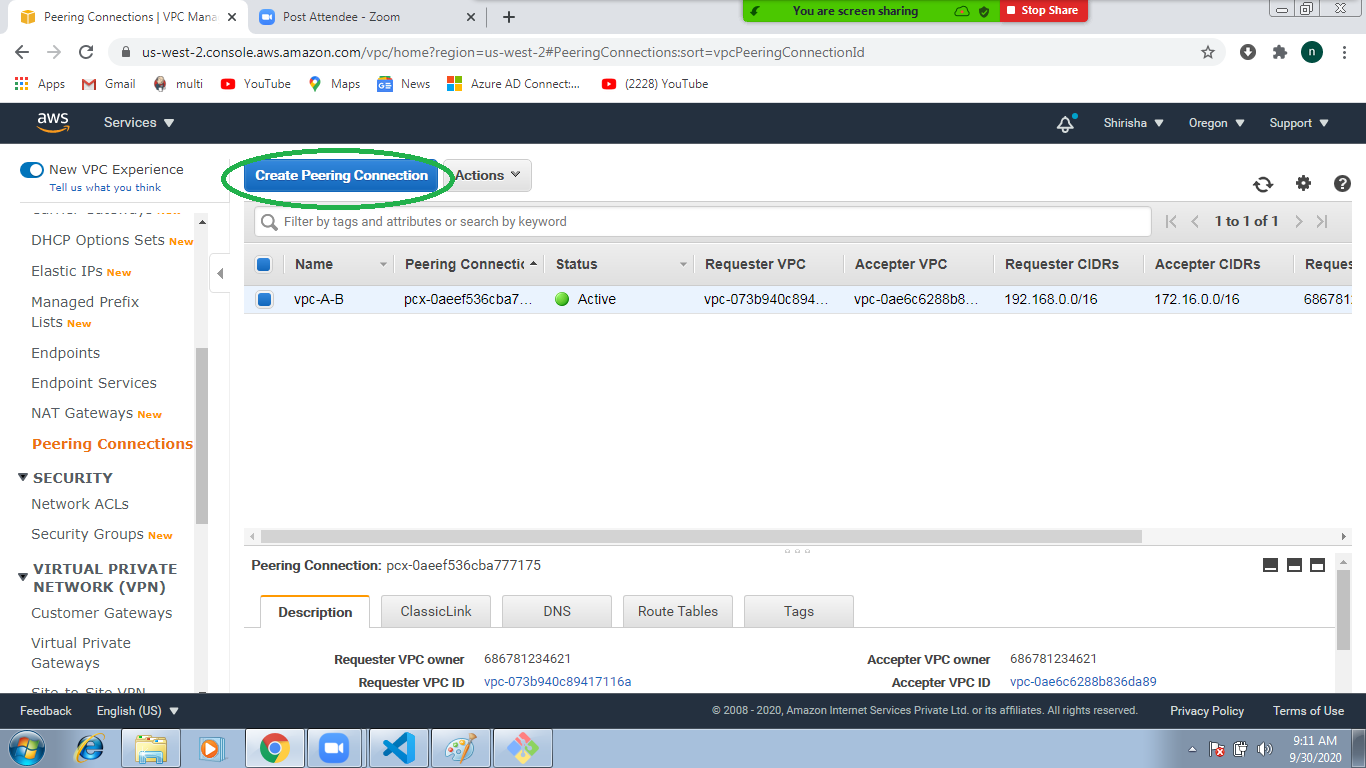 Peering Connections | VPC Mana
Post Attendee - Zoom
You are screen sharing
Stop Share
us-west-2.console.aws.amazon.com/vpc/home?region=us-west-2#PeeringConnections:sort=vpcPeeringConnectionId
n
Apps Gmail multi YouTube Maps News Azure AD Connect:... (2228) YouTube
aws Services Shirisha Oregon Support
New VPC Experience
Tell us what you think
Create Peering Connection Actions
Carrier Gateways New
DHCP Options Sets New
Elastic IPs New
Managed Prefix
Lists New
Endpoints
Endpoint Services
NAT Gateways New
Peering Connections
SECURITY
Network ACLs
Security Groups New
VIRTUAL PRIVATE
NETWORK (VPN)
Customer Gateways
Virtual Private
Gateways
Site-to-Site VPN
Filter by tags and attributes or search by keyword
1 to 1 of 1
Name Peering Connectic Status Requester VPC Accepter VPC Requester CIDRs Accepter CIDRs Reques
vpc-A-B pcx-0aeef536cba7... Active vpc-073b940c894... vpc-0ae6c6288b8... 192.168.0.0/16 172.16.0.0/16 686781
Peering Connection: pcx-0aeef536cba777175
Description ClassicLink DNS Route Tables Tags
Requester VPC owner 686781234621 Accepter VPC owner 686781234621
Requester VPC ID vpc-073b940c89417116a Accepter VPC ID vpc-0ae6c6288b836da89
Feedback English (US) © 2008 - 2020, Amazon Internet Services Private Ltd. or its affiliates. All rights reserved. Privacy Policy Terms of Use
9:11 AM
9/30/2020